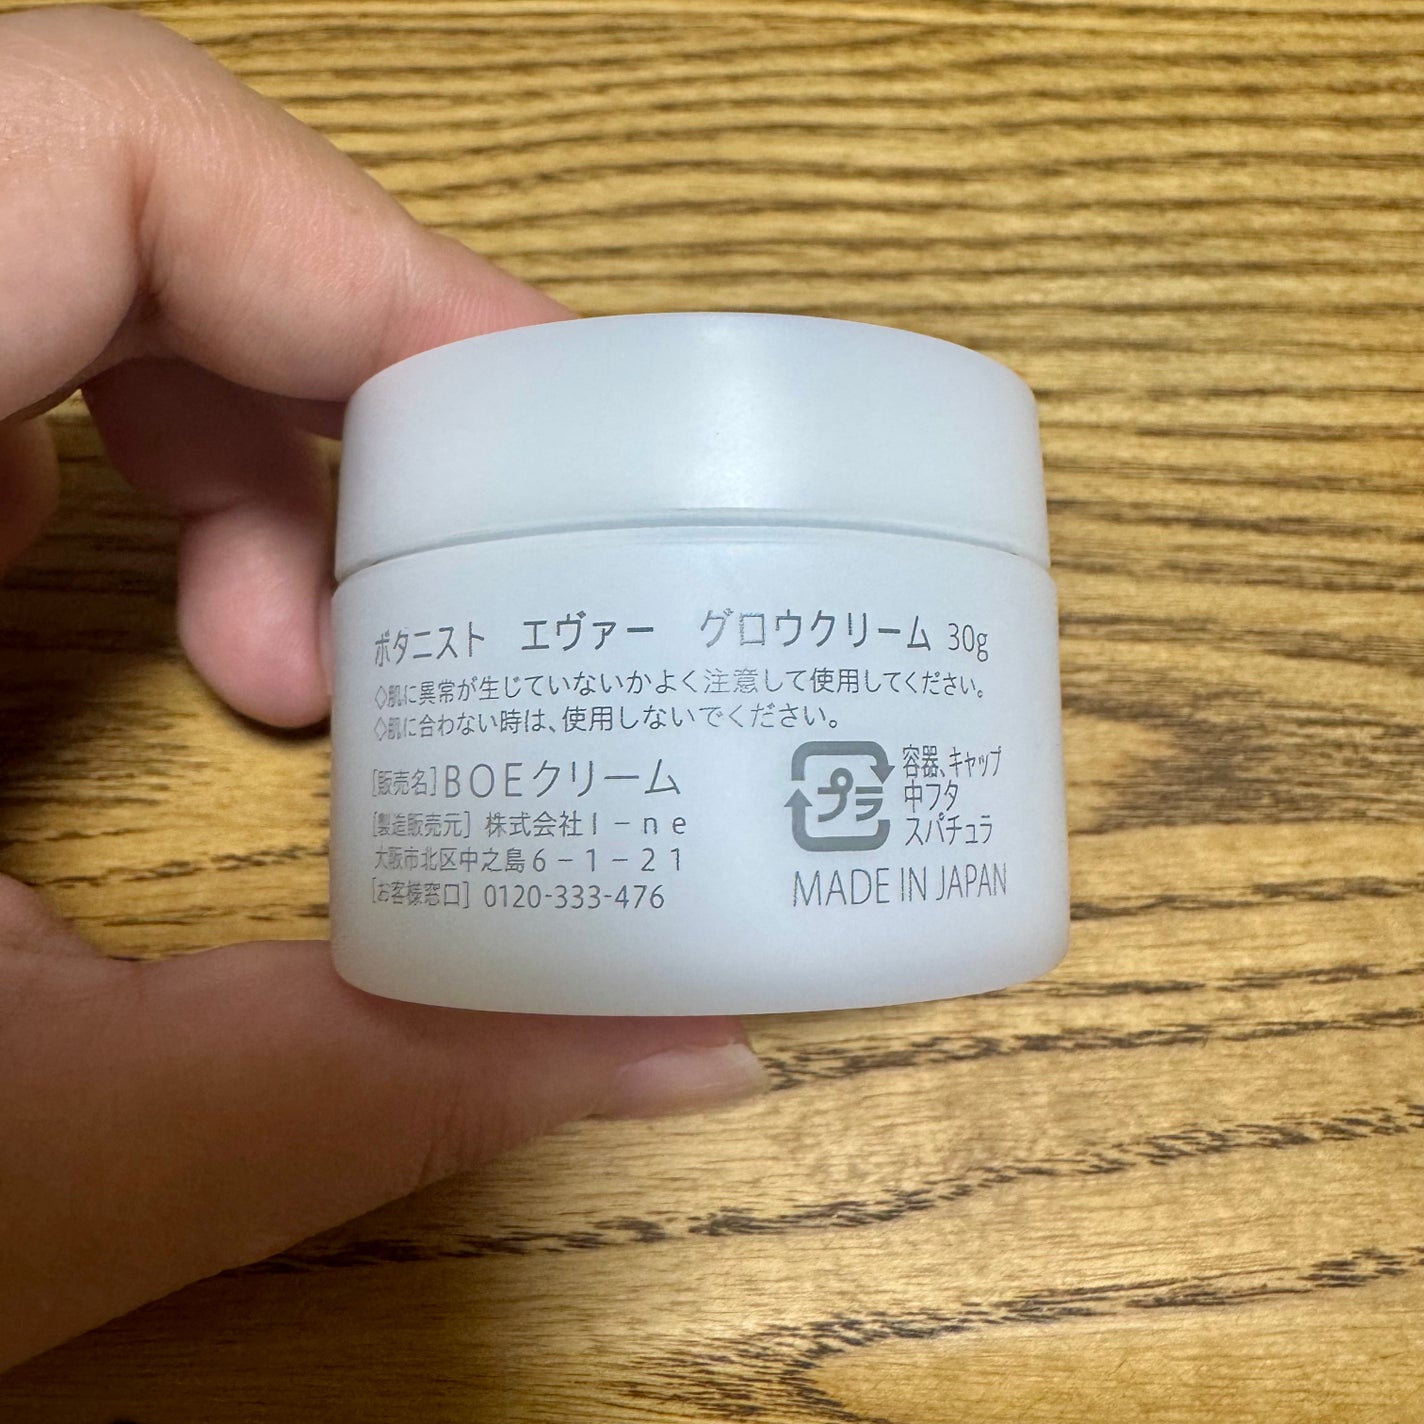 ボタニスト エヴァー グロウクリーム 30g
◇肌に異常が生じていないかよく注意して使用してください。
◇肌に合わない時は、使用しないでください。
[販売名]BOEクリーム
[製造販売元] 株式会社I－ne
大阪市北区中之島6－1－21
[お客様窓口] 0120-333-476
プラ
容器、キャップ
中フタ
スパチュラ
MADE IN JAPAN